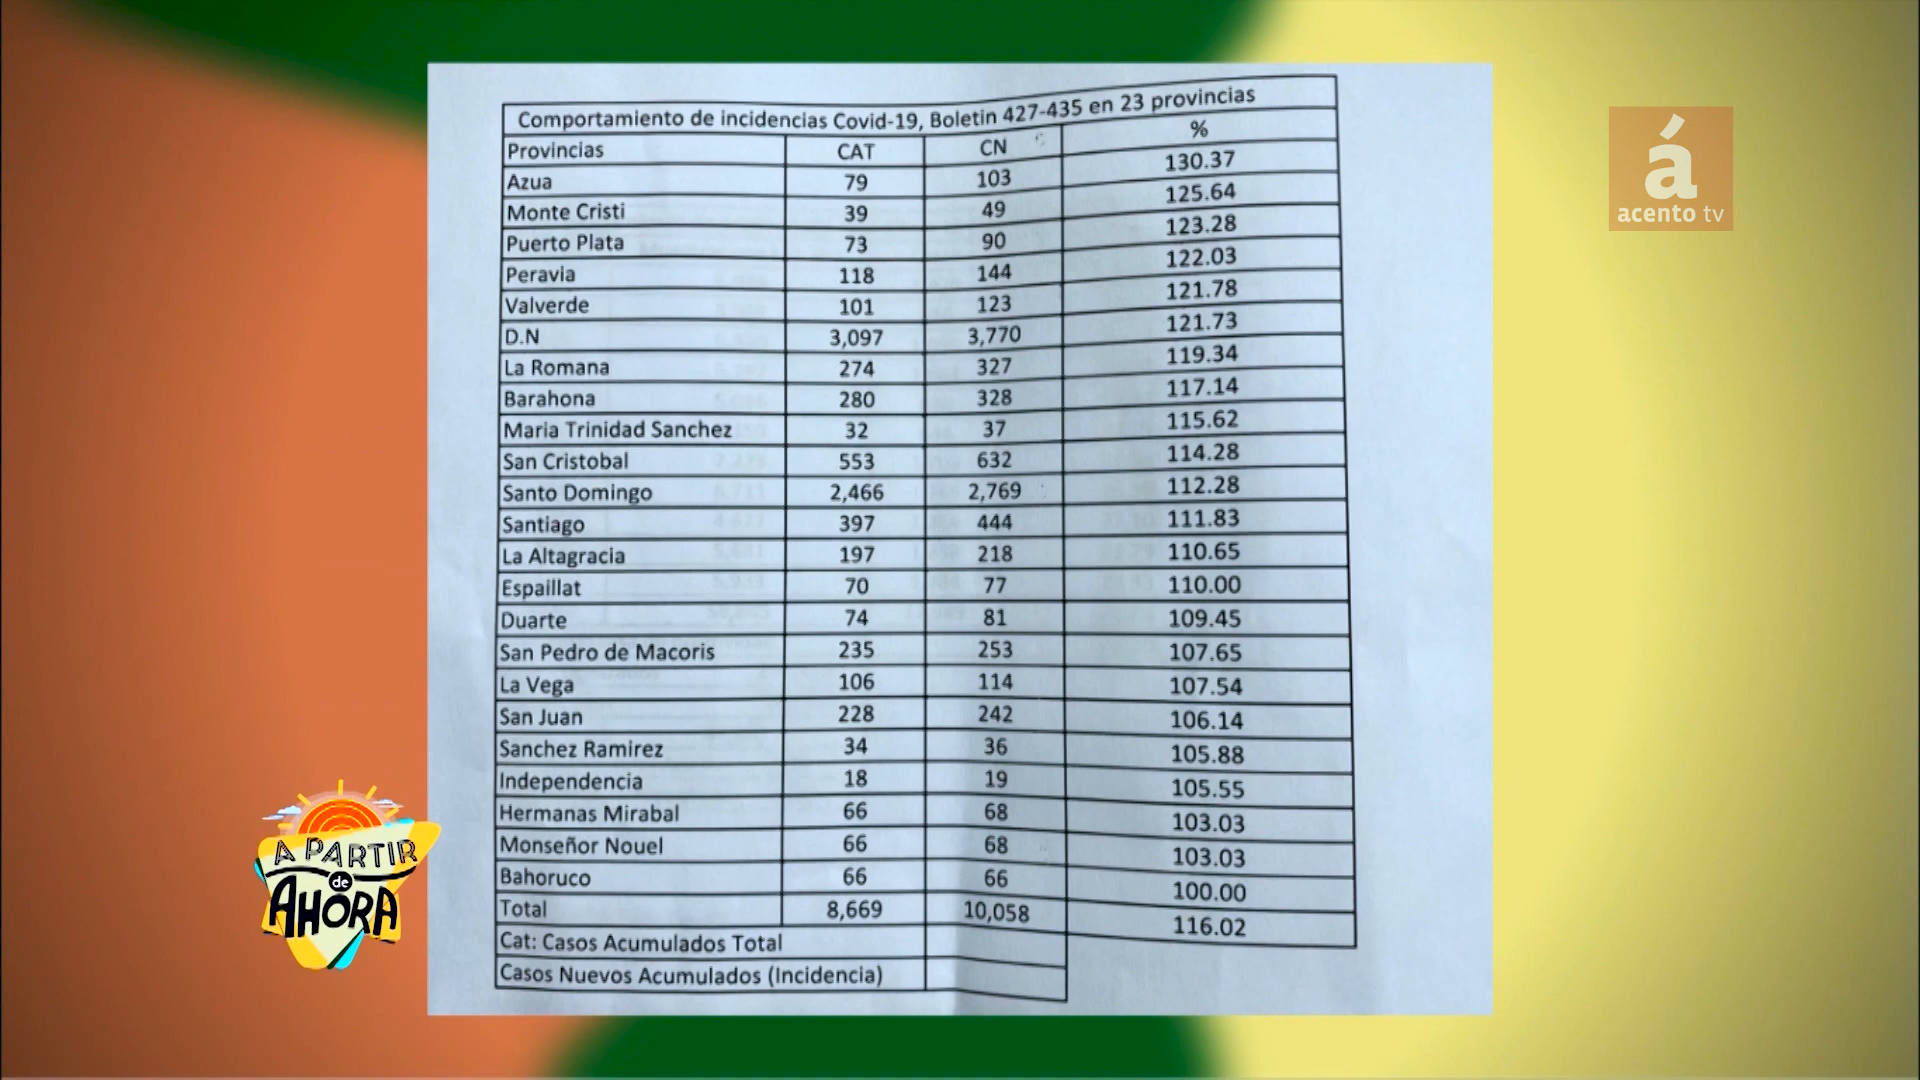 Comportamiento de incidencias Covid-19, Boletin 427-435 en 23 provincias
Provincias CAT CN %
Azua 79 103 130.37
Monte Cristi 39 49 125.64
Puerto Plata 73 90 123.28
Peravia 118 144 122.03
Valverde 101 123 121.78
D.N 3,097 3,770 121.73
La Romana 274 327 119.34
Barahona 280 328 117.14
Maria Trinidad Sanchez 32 37 115.62
San Cristobal 553 632 114.28
Santo Domingo 2,466 2,769 112.28
Santiago 397 444 111.83
La Altagracia 197 218 110.65
Espaillat 70 77 110.00
Duarte 74 81 109.45
San Pedro de Macoris 235 253 107.65
La Vega 106 114 107.54
San Juan 228 242 106.14
Sanchez Ramirez 34 36 105.88
Independencia 18 19 105.55
Hermanas Mirabal 66 68 103.03
Monseñor Nouel 66 68 103.03
Bahoruco 66 66 100.00
Total 8,669 10,058 116.02
Cat: Casos Acumulados Total
Casos Nuevos Acumulados (Incidencia)
á
acento tv
A PARTIR
de
AHORA